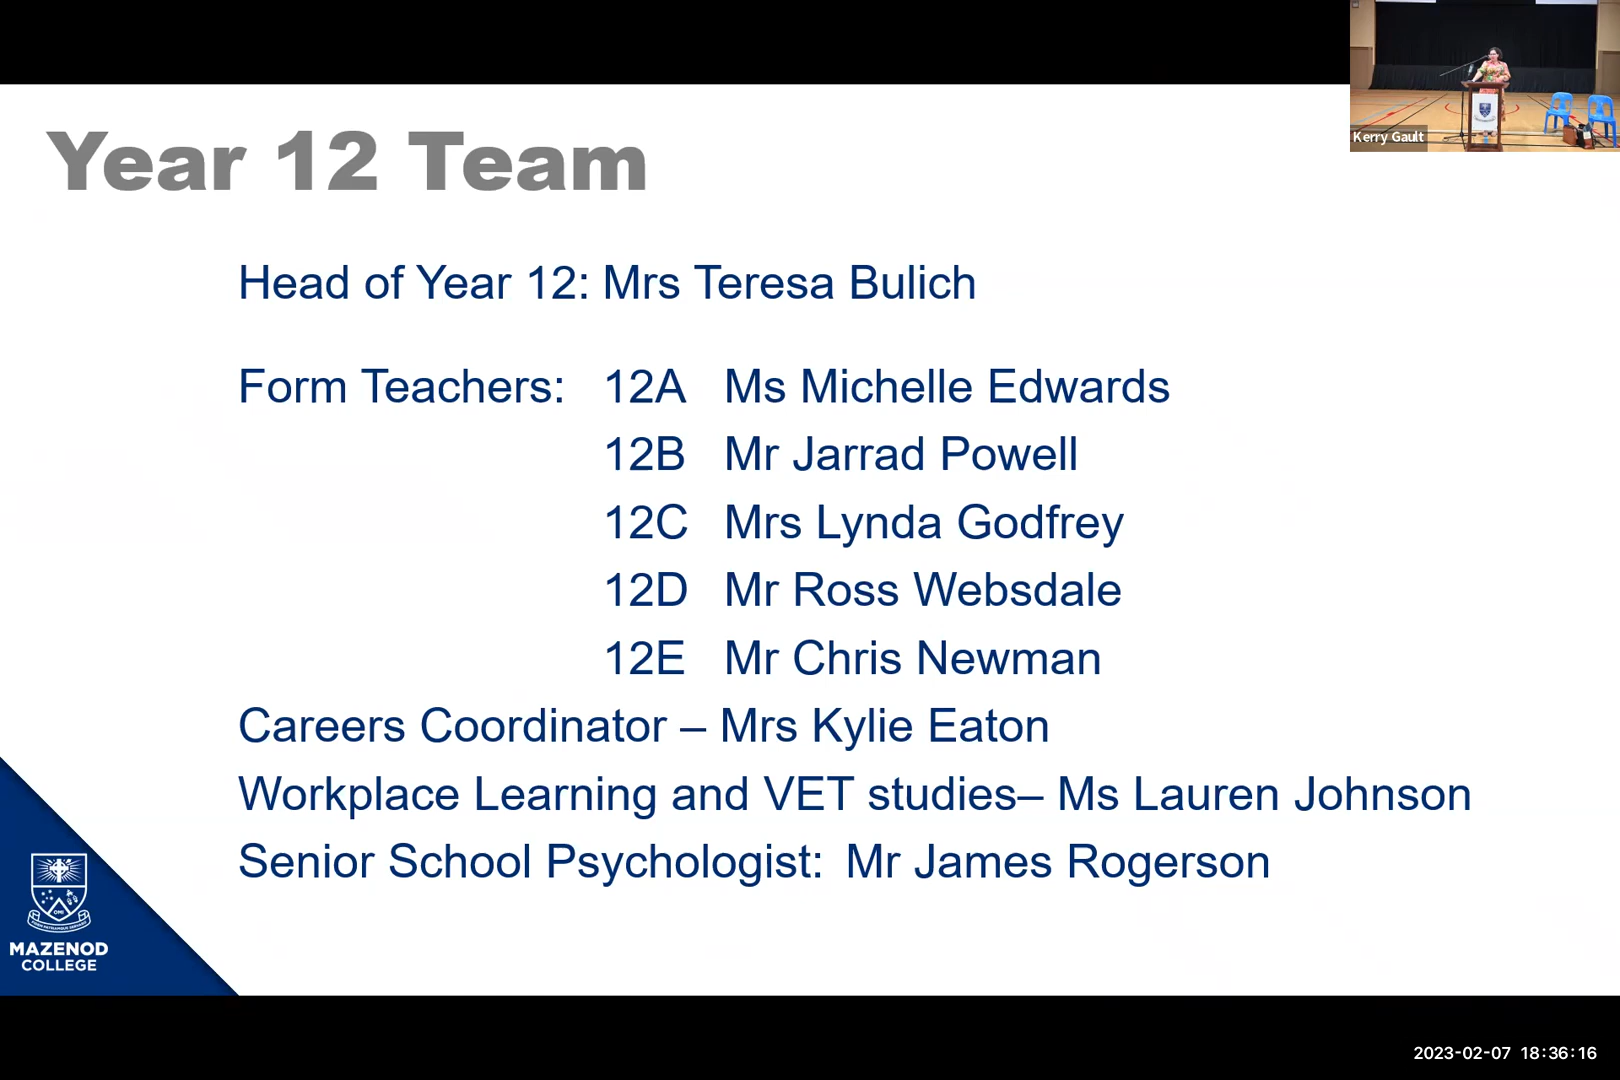 Year 12 Team
Kerry Gault
Head of Year 12: Mrs Teresa Bulich
Form Teachers: 12A Ms Michelle Edwards
12B Mr Jarrad Powell
12C Mrs Lynda Godfrey
12D Mr Ross Websdale
12E Mr Chris Newman
Careers Coordinator – Mrs Kylie Eaton
Workplace Learning and VET studies– Ms Lauren Johnson
Senior School Psychologist: Mr James Rogerson
OMI
MAZENOD
COLLEGE
2023-02-07 18:36:16